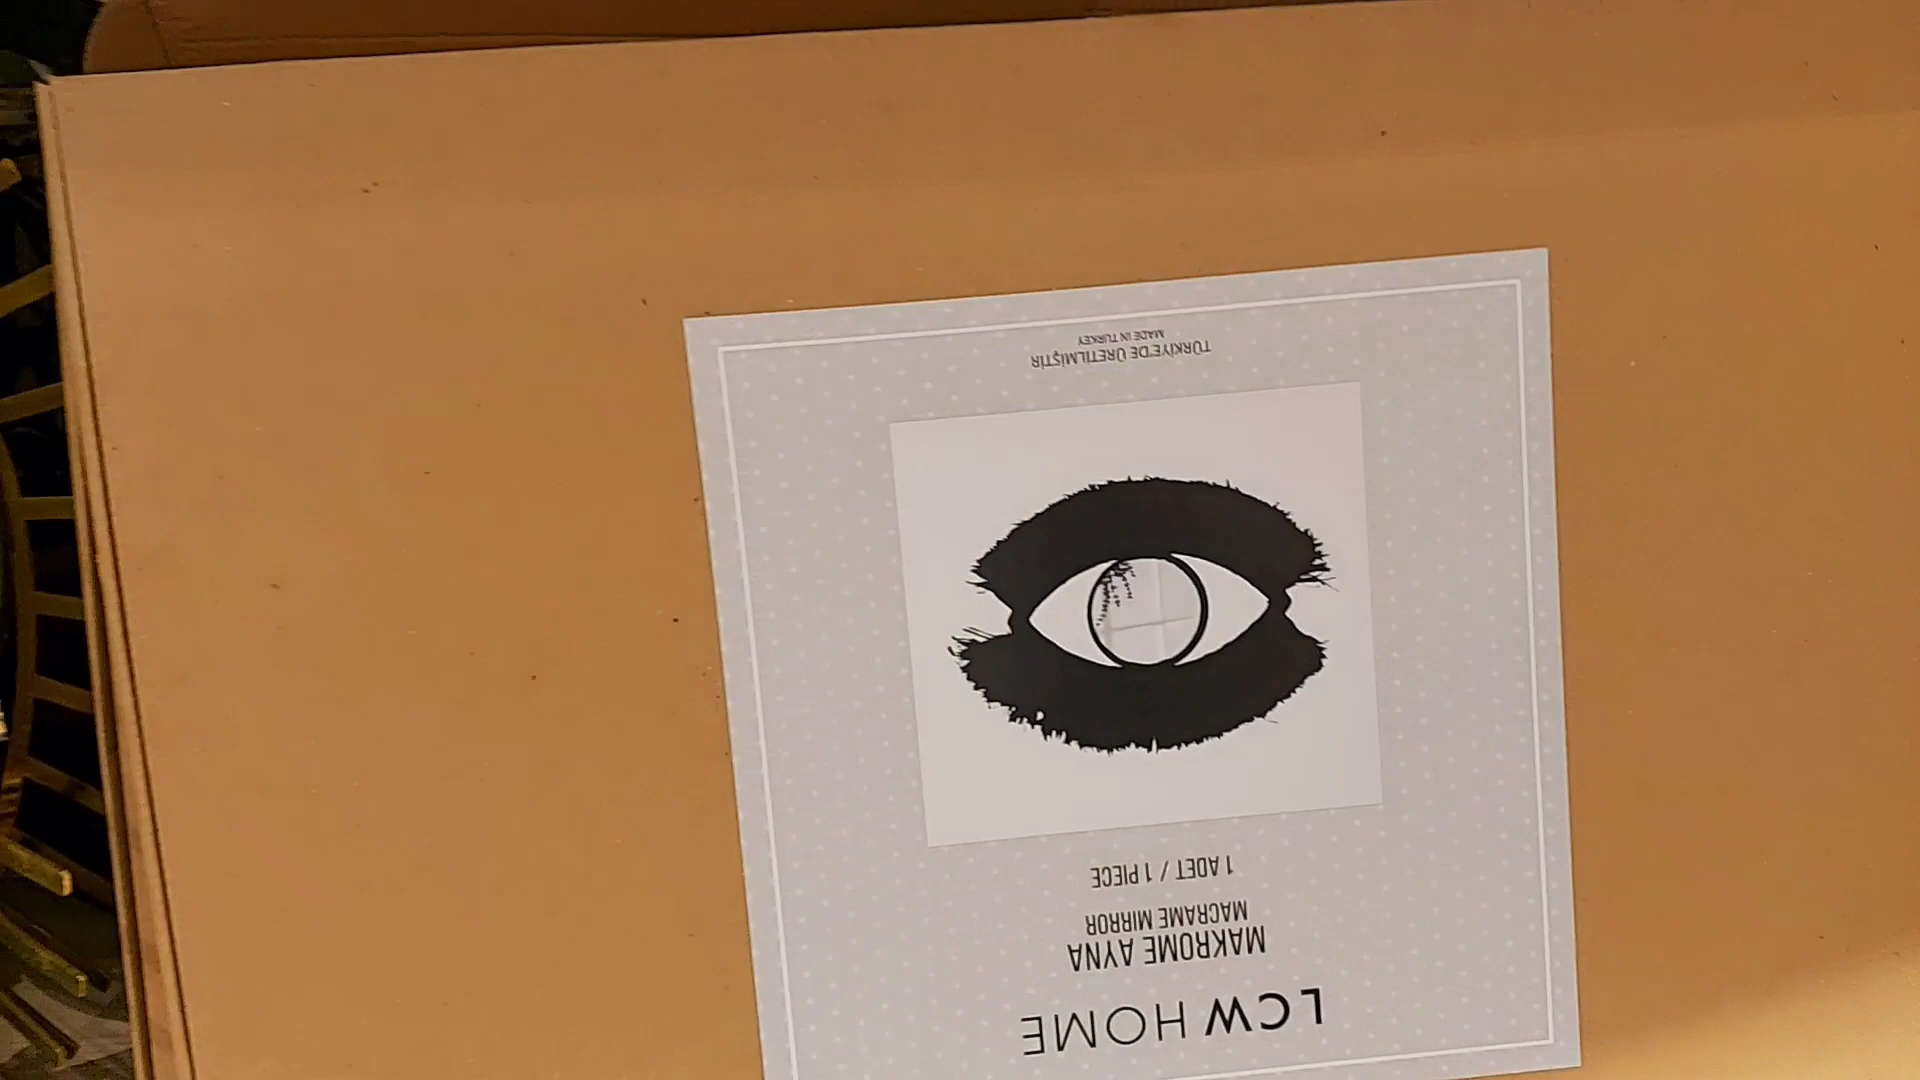 LCW HOME
MAKROME AYNA
MACRAME MIRROR
1 ADET / 1 PIECE
TÜRKİYE'DE ÜRETİLMİŞTİR
MADE IN TURKEY